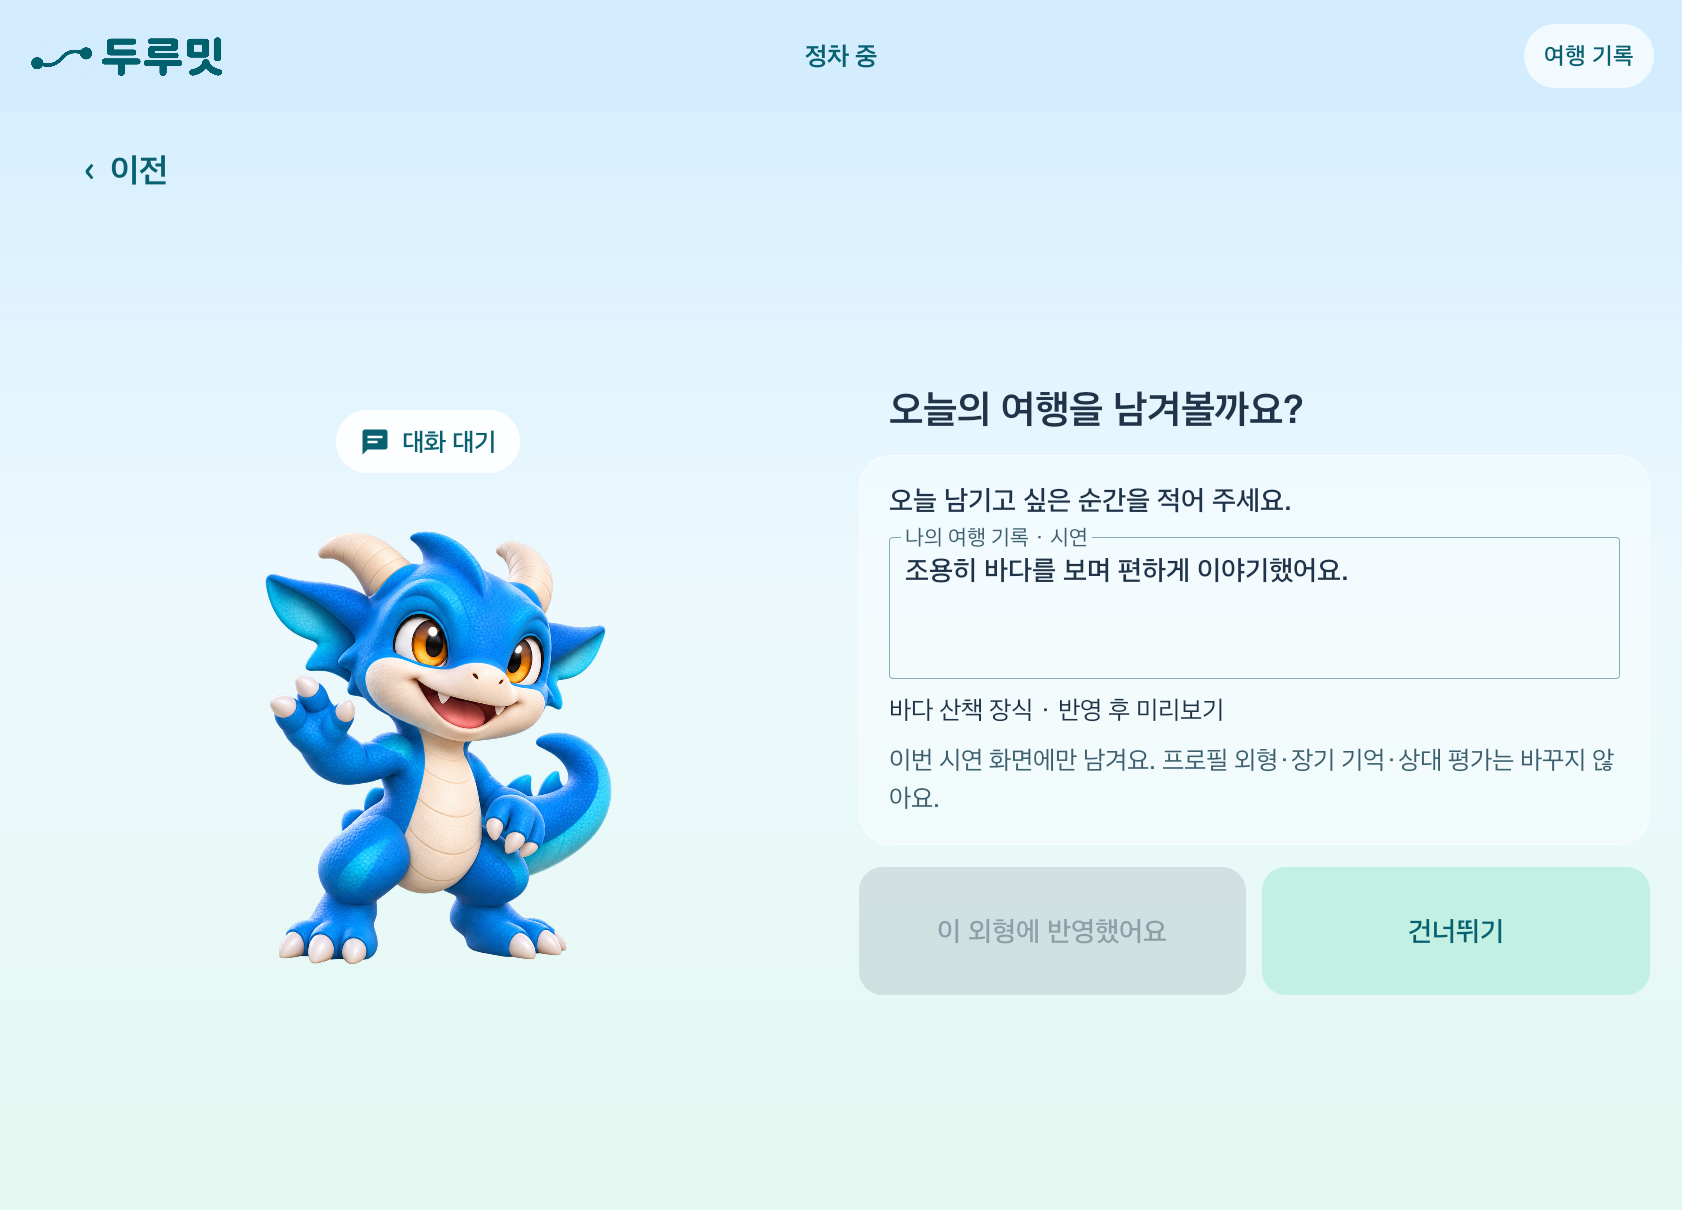 두루밋
정차 중
여행 기록
‹ 이전
대화 대기
오늘의 여행을 남겨볼까요?
오늘 남기고 싶은 순간을 적어 주세요.
나의 여행 기록 · 시연
조용히 바다를 보며 편하게 이야기했어요.
바다 산책 장식 · 반영 후 미리보기
이번 시연 화면에만 남겨요. 프로필 외형·장기 기억·상대 평가는 바꾸지 않
아요.
이 외형에 반영했어요
건너뛰기